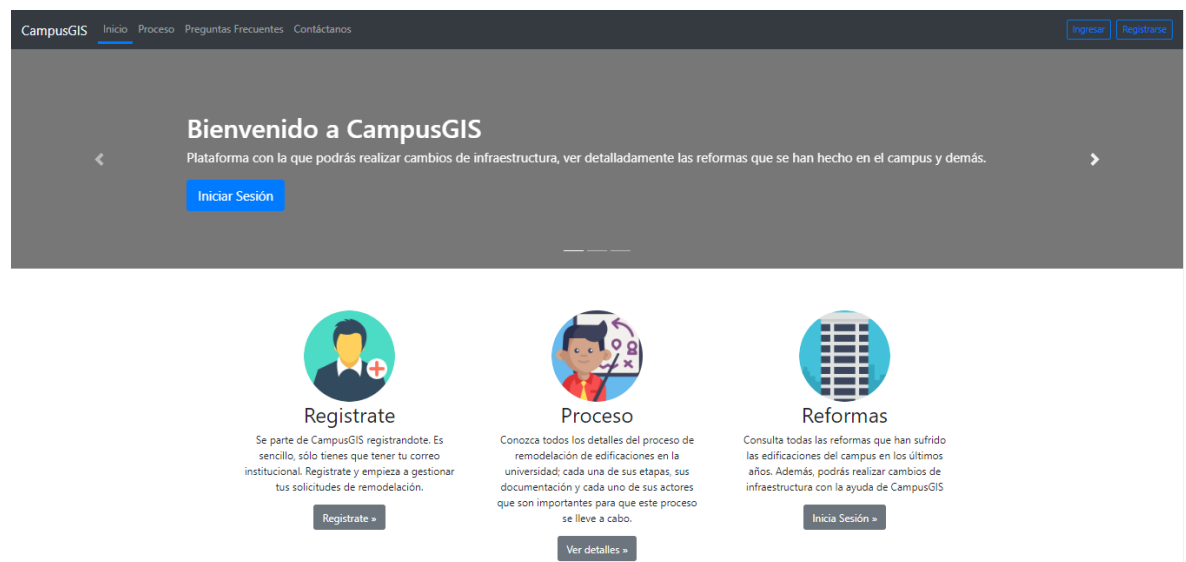 CampusGIS Inicio Proceso Preguntas Frecuentes Contáctanos Ingresar Registrarse
Bienvenido a CampusGIS
Plataforma con la que podrás realizar cambios de infraestructura, ver detalladamente las reformas que se han hecho en el campus y demás.
Iniciar Sesión
Registrate
Se parte de CampusGIS registrandote. Es
sencillo, sólo tienes que tener tu correo
institucional. Registrate y empieza a gestionar
tus solicitudes de remodelación.
Registrate »
Proceso
Conozca todos los detalles del proceso de
remodelación de edificaciones en la
universidad; cada una de sus etapas, sus
documentación y cada uno de sus actores
que son importantes para que este proceso
se lleve a cabo.
Ver detalles »
Reformas
Consulta todas las reformas que han sufrido
las edificaciones del campus en los últimos
años. Además, podrás realizar cambios de
infraestructura con la ayuda de CampusGIS
Inicia Sesión »